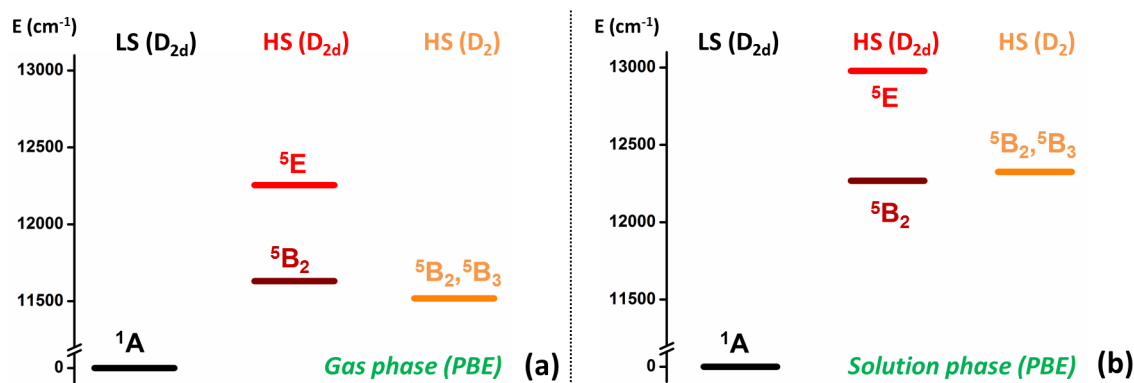 E (cm⁻¹)
LS (D₂d) HS (D₂d) HS (D₂)
13000
12500
⁵E
12000
⁵B₂
⁵B₂,⁵B₃
11500
¹A
0
Gas phase (PBE) (a)
E (cm⁻¹)
LS (D₂d) HS (D₂d) HS (D₂)
13000
⁵E
12500
⁵B₂,⁵B₃
12000
⁵B₂
11500
¹A
0
Solution phase (PBE) (b)